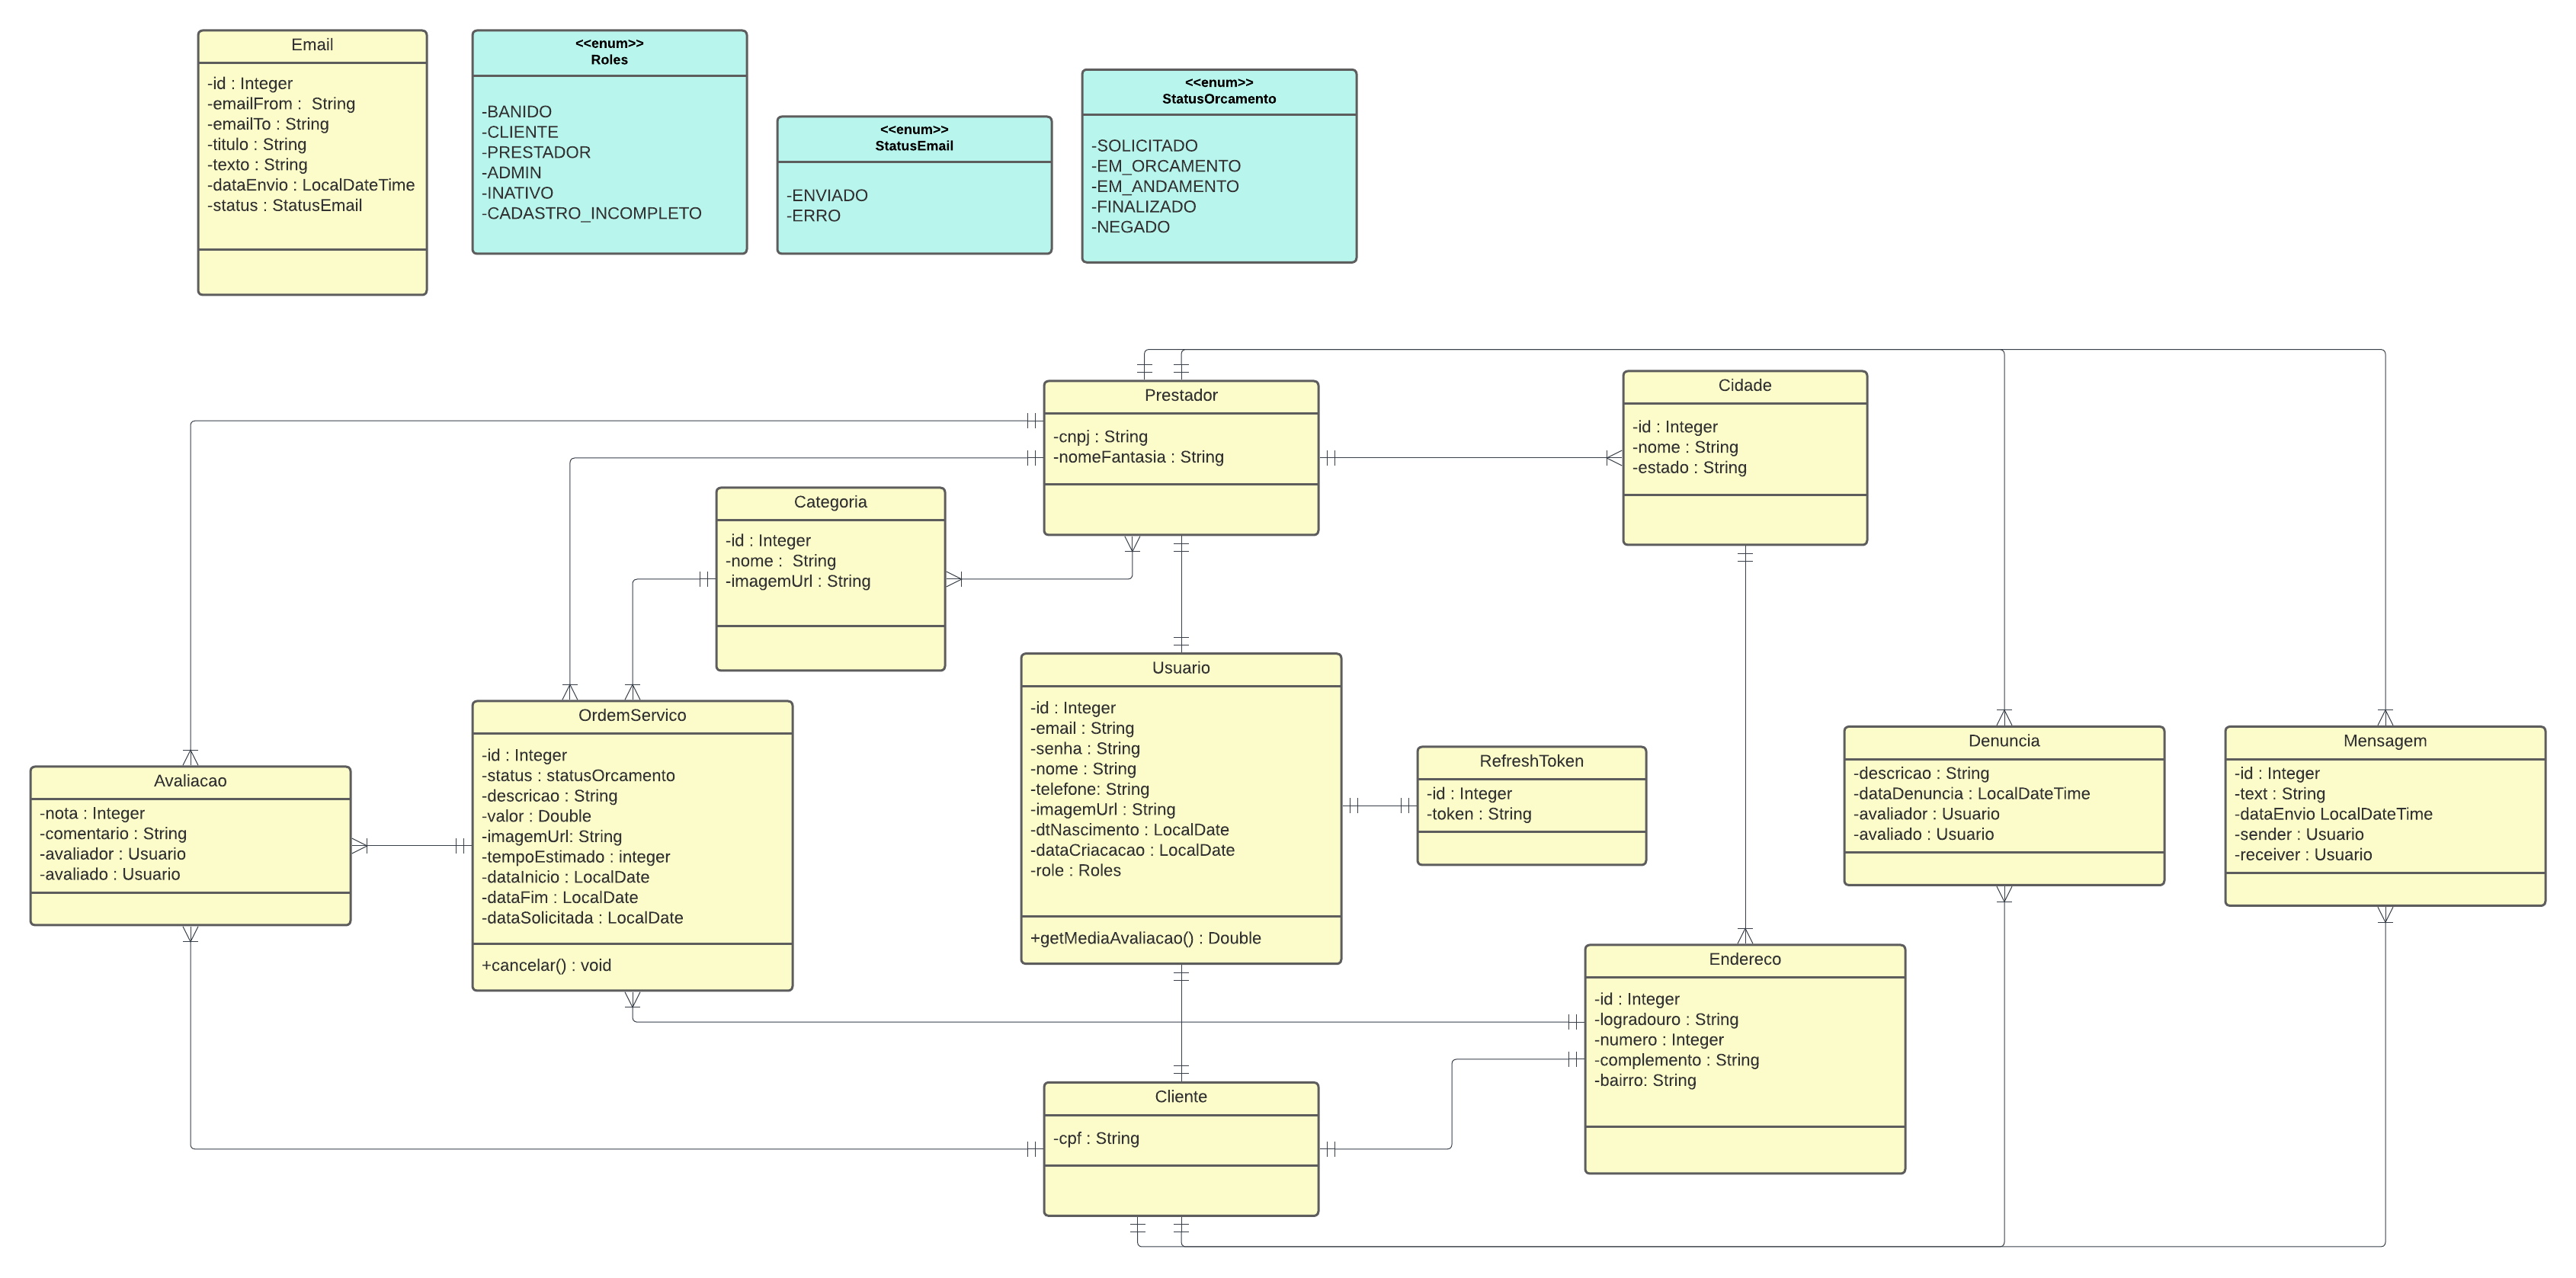 Email
-id : Integer
-emailFrom :  String
-emailTo : String
-titulo : String
-texto : String
-dataEnvio : LocalDateTime
-status : StatusEmail
<<enum>>
Roles
-BANIDO
-CLIENTE
-PRESTADOR
-ADMIN
-INATIVO
-CADASTRO_INCOMPLETO
<<enum>>
StatusEmail
-ENVIADO
-ERRO
<<enum>>
StatusOrcamento
-SOLICITADO
-EM_ORCAMENTO
-EM_ANDAMENTO
-FINALIZADO
-NEGADO
Prestador
-cnpj : String
-nomeFantasia : String
Cidade
-id : Integer
-nome : String
-estado : String
Categoria
-id : Integer
-nome :  String
-imagemUrl : String
Usuario
-id : Integer
-email : String
-senha : String
-nome : String
-telefone: String
-imagemUrl : String
-dtNascimento : LocalDate
-dataCriacacao : LocalDate
-role : Roles
+getMediaAvaliacao() : Double
OrdemServico
-id : Integer
-status : statusOrcamento
-descricao : String
-valor : Double
-imagemUrl: String
-tempoEstimado : integer
-dataInicio : LocalDate
-dataFim : LocalDate
-dataSolicitada : LocalDate
+cancelar() : void
Avaliacao
-nota : Integer
-comentario : String
-avaliador : Usuario
-avaliado : Usuario
RefreshToken
-id : Integer
-token : String
Denuncia
-descricao : String
-dataDenuncia : LocalDateTime
-avaliador : Usuario
-avaliado : Usuario
Mensagem
-id : Integer
-text : String
-dataEnvio LocalDateTime
-sender : Usuario
-receiver : Usuario
Endereco
-id : Integer
-logradouro : String
-numero : Integer
-complemento : String
-bairro: String
Cliente
-cpf : String